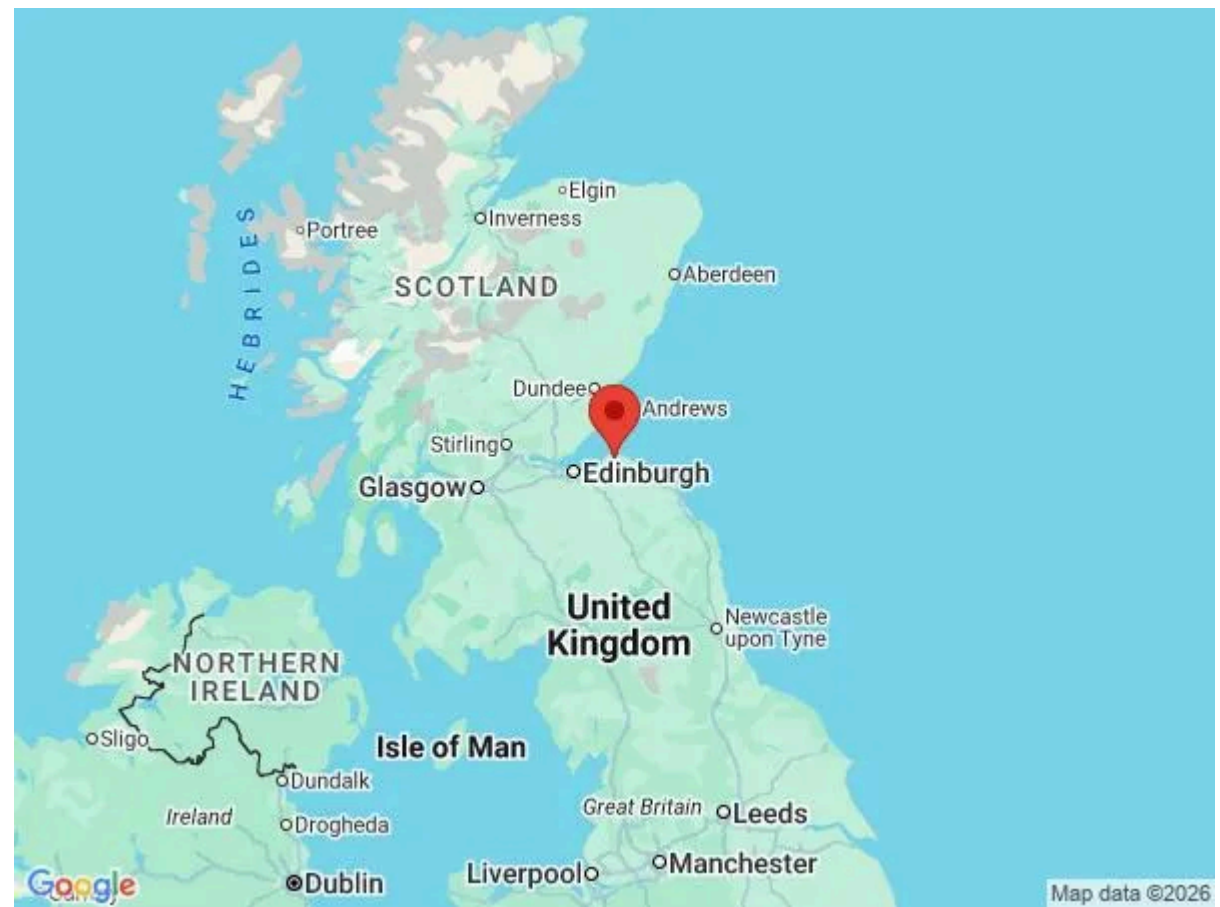 Elgin
Inverness
Portree
HEBRIDES
SCOTLAND
Aberdeen
Dundee
Andrews
Stirling
Edinburgh
Glasgow
United
Kingdom
Newcastle
upon Tyne
NORTHERN
IRELAND
Sligo
Isle of Man
Dundalk
Ireland
Great Britain
Leeds
Drogheda
Manchester
Liverpool
Dublin
Google
Map data ©2026